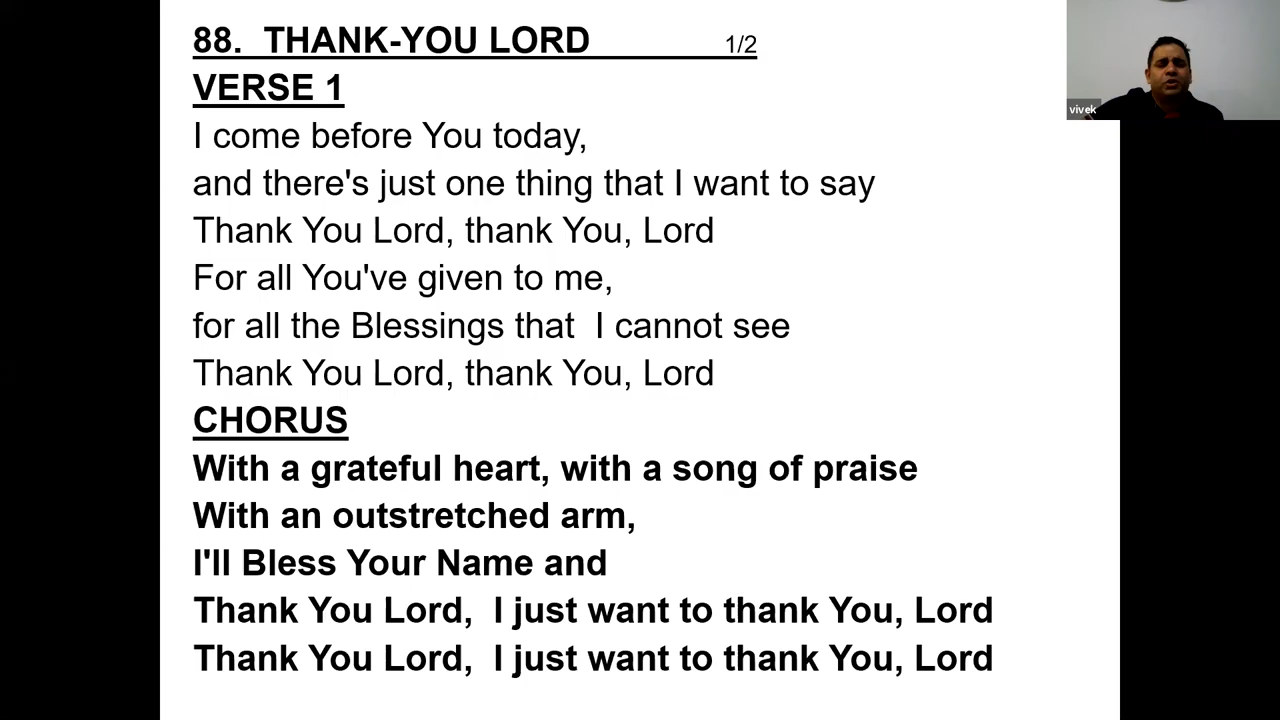 88. THANK-YOU LORD 1/2
VERSE 1
I come before You today,
and there's just one thing that I want to say
Thank You Lord, thank You, Lord
For all You've given to me,
for all the Blessings that  I cannot see
Thank You Lord, thank You, Lord
CHORUS
With a grateful heart, with a song of praise
With an outstretched arm,
I'll Bless Your Name and
Thank You Lord,  I just want to thank You, Lord
Thank You Lord,  I just want to thank You, Lord
vivek